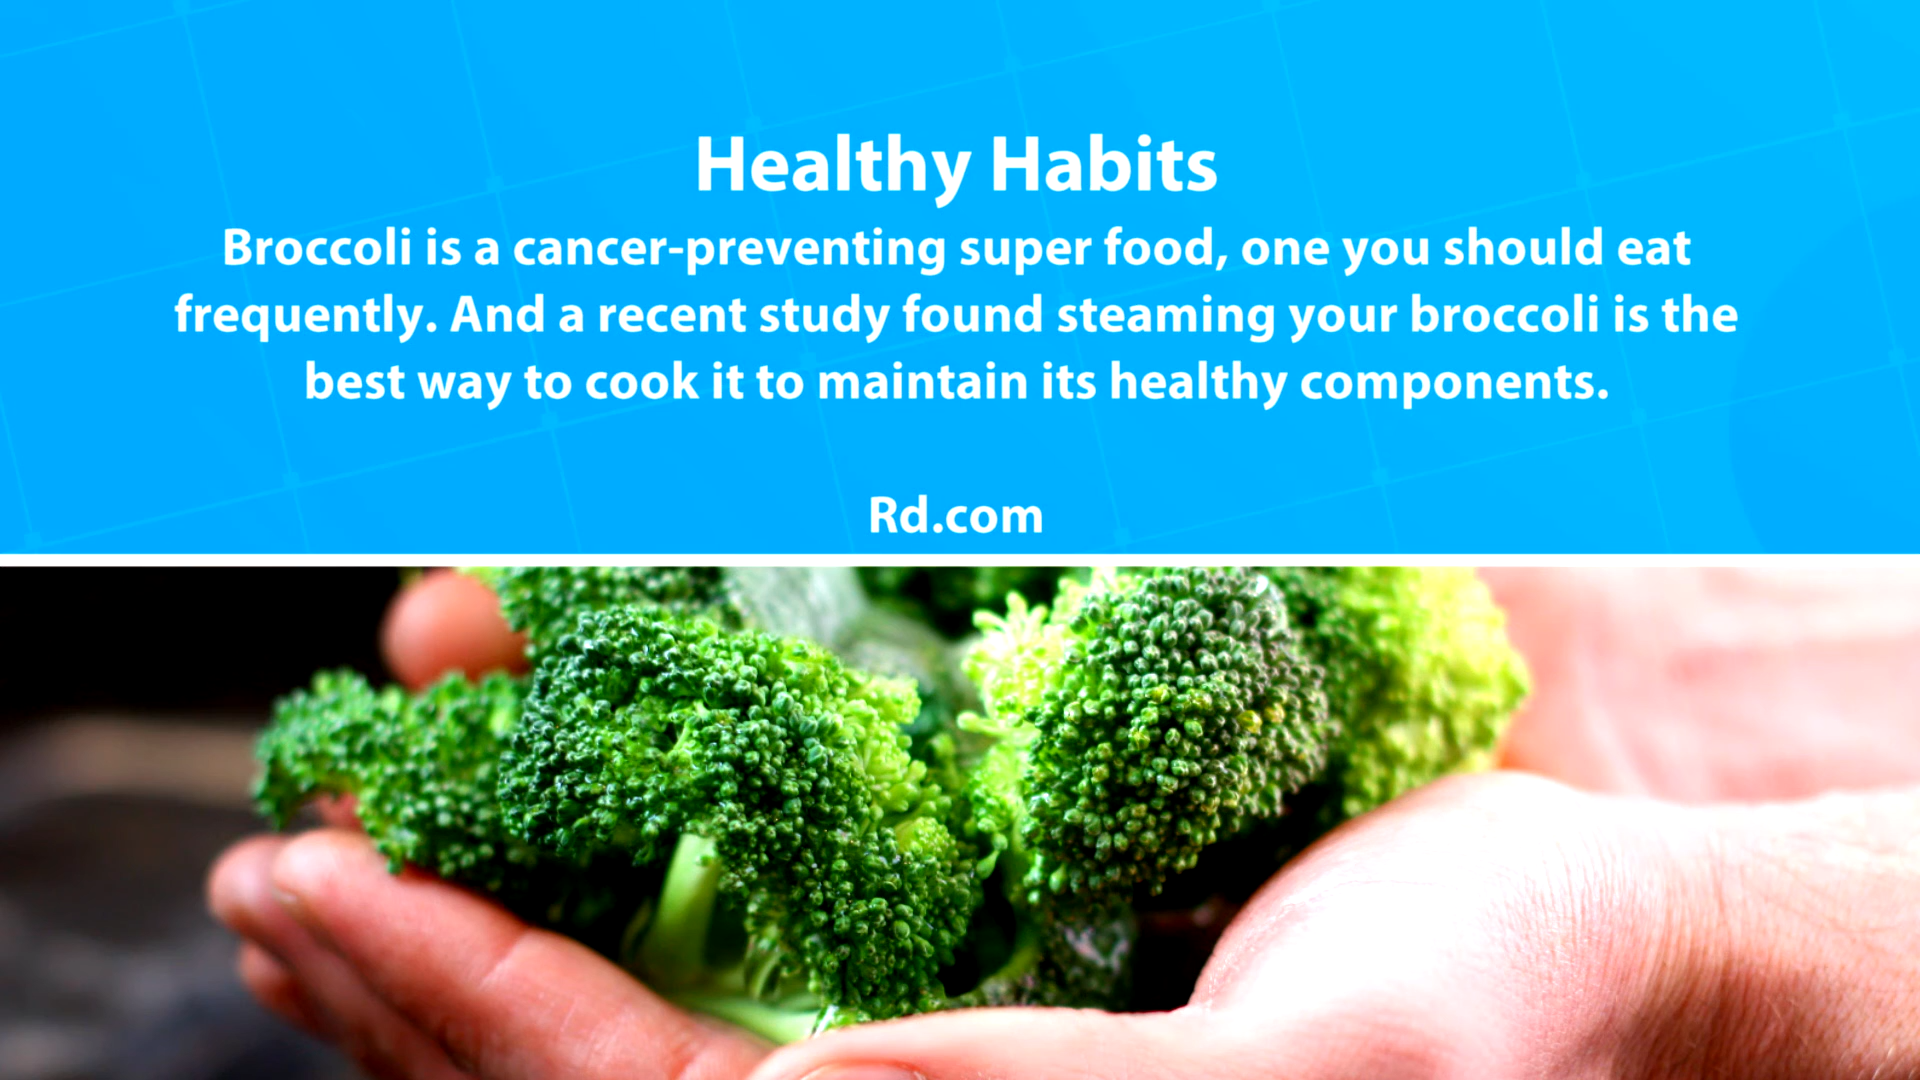 Healthy Habits
Broccoli is a cancer-preventing super food, one you should eat
frequently. And a recent study found steaming your broccoli is the
best way to cook it to maintain its healthy components.
Rd.com